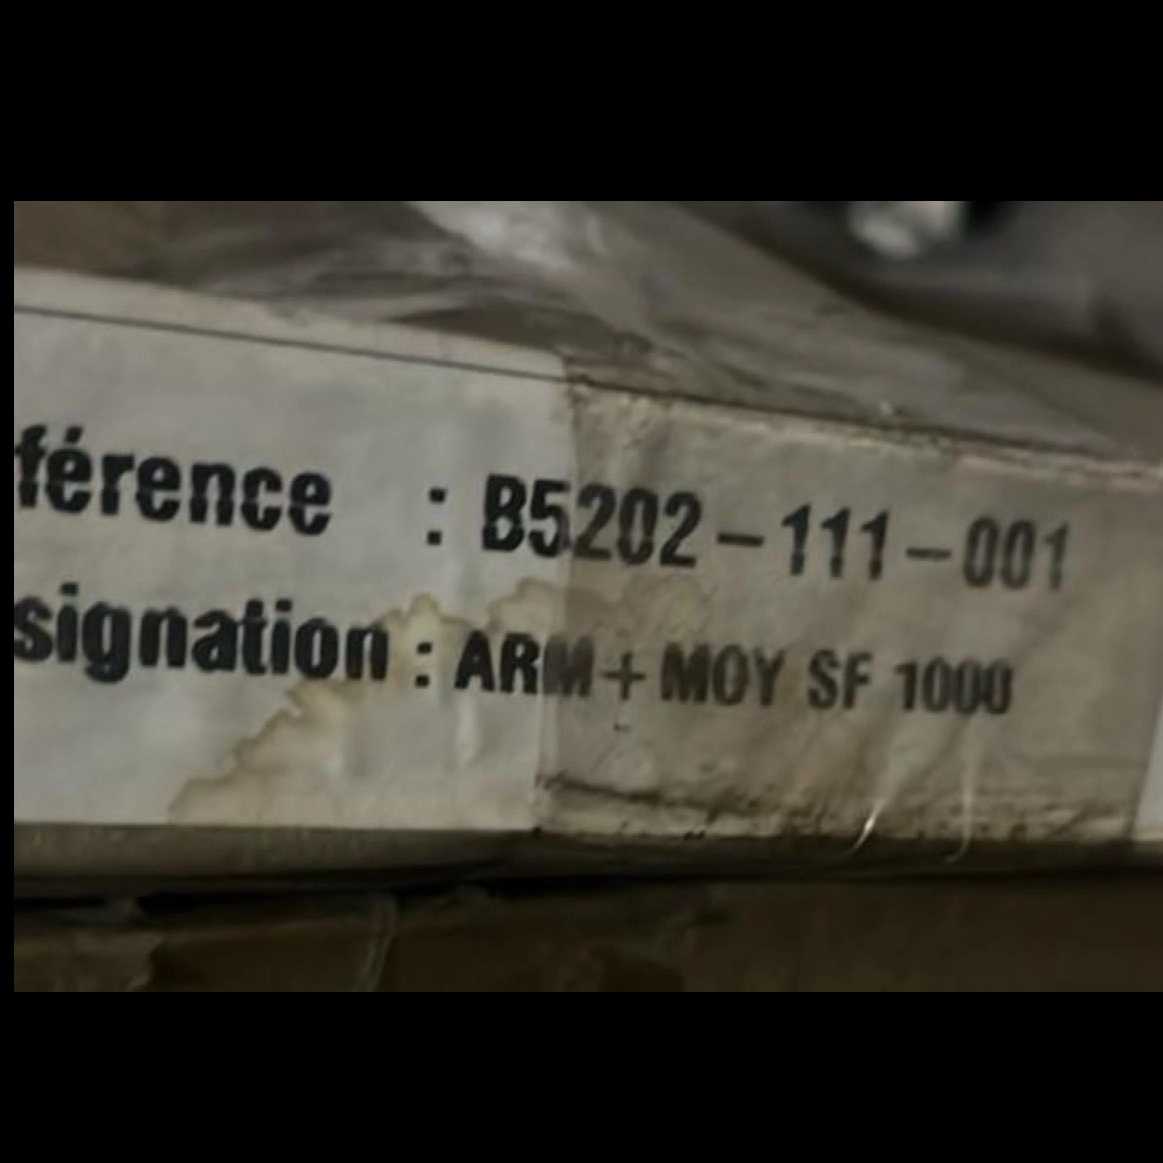 férence : B5202-111-001
signation : ARM+MOY SF 1000